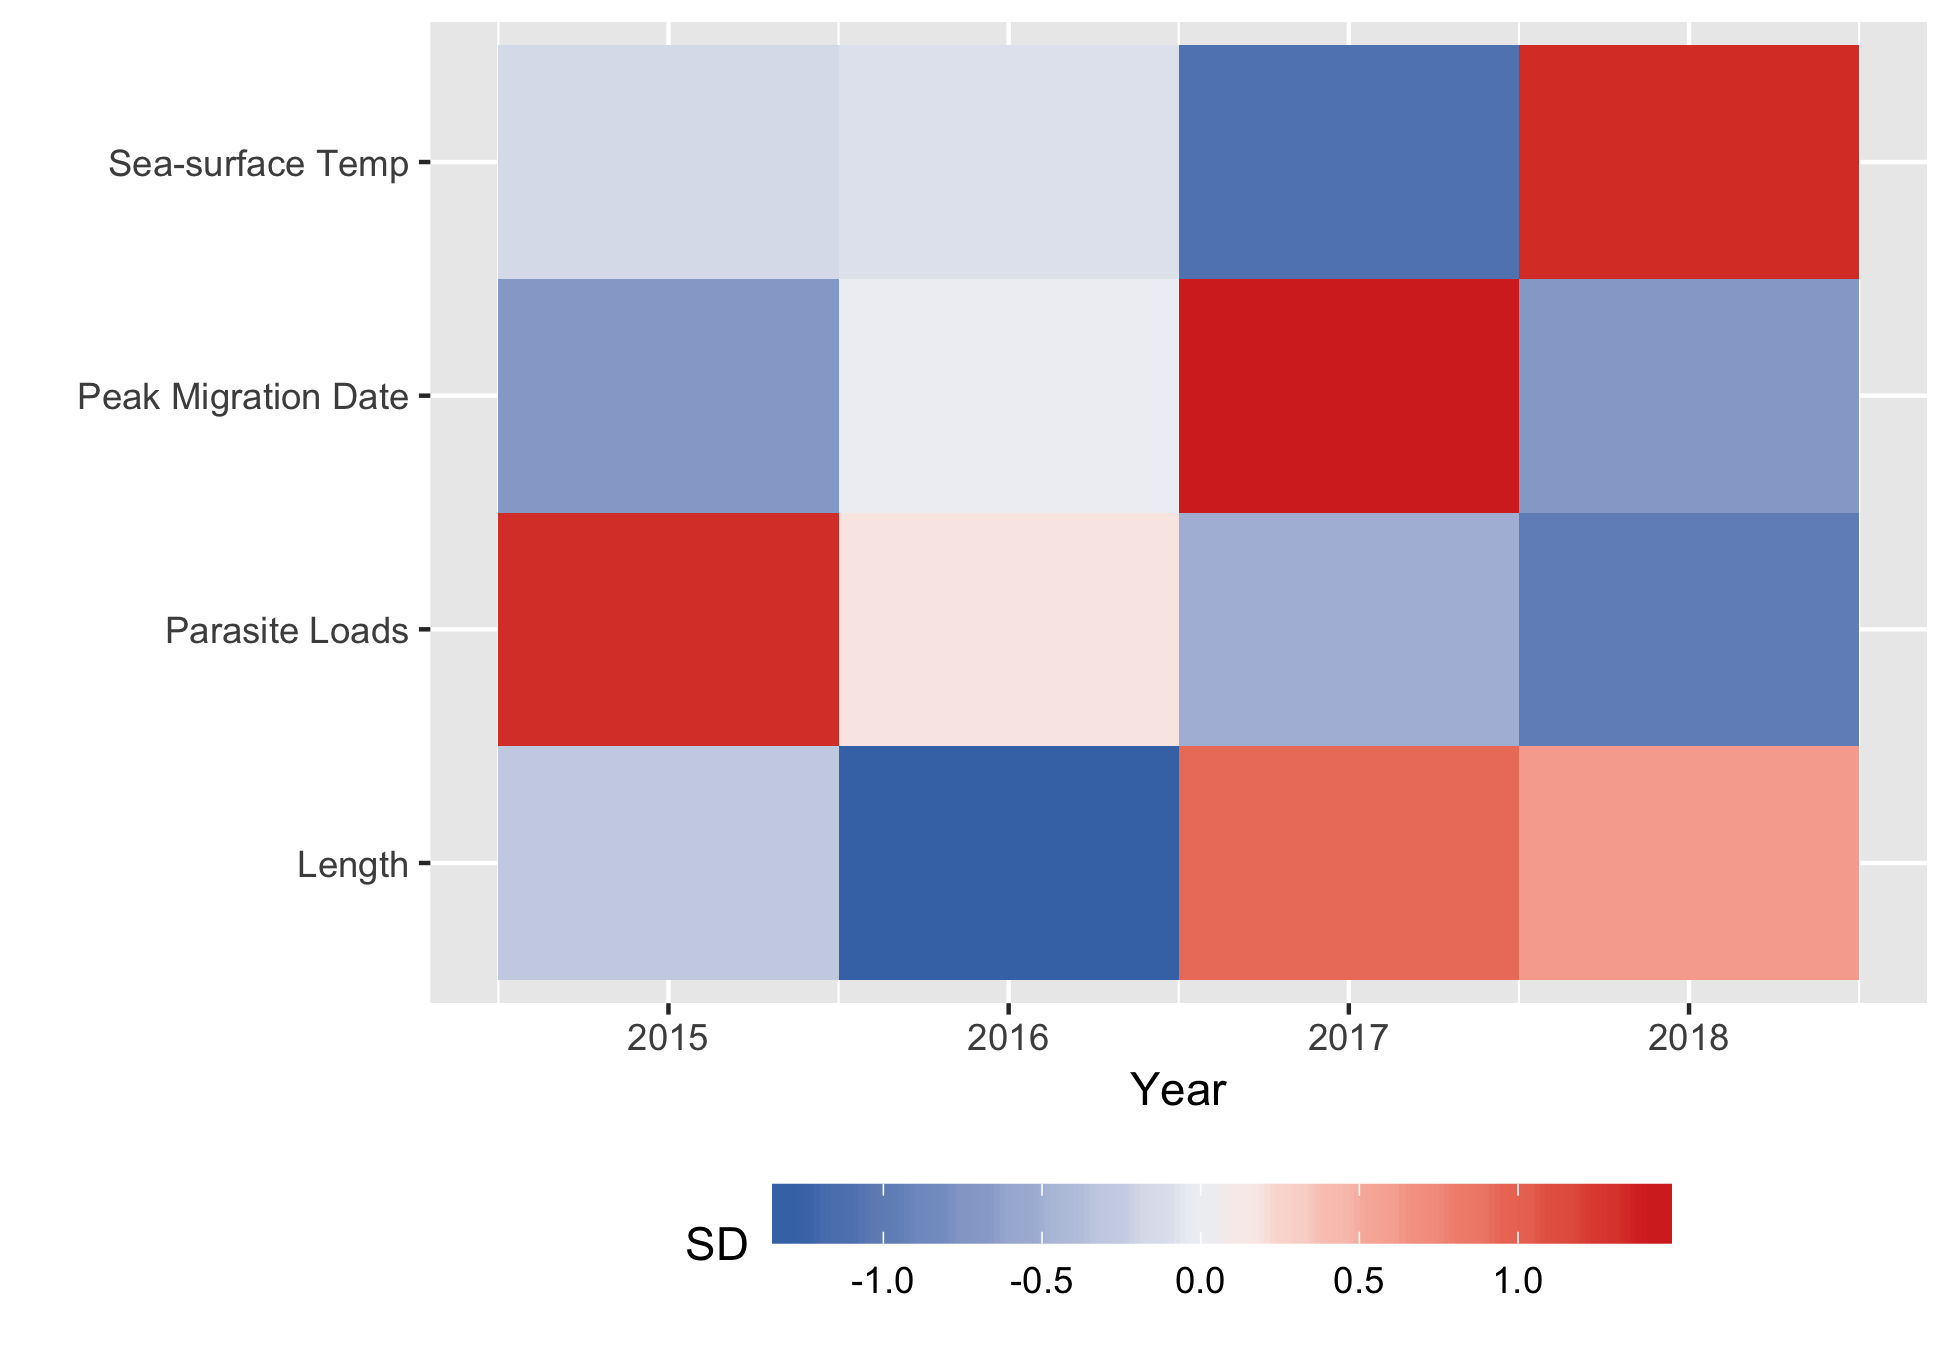 Sea-surface Temp
Peak Migration Date
Parasite Loads
Length
2015 2016 2017 2018
Year
SD
-1.0 -0.5 0.0 0.5 1.0